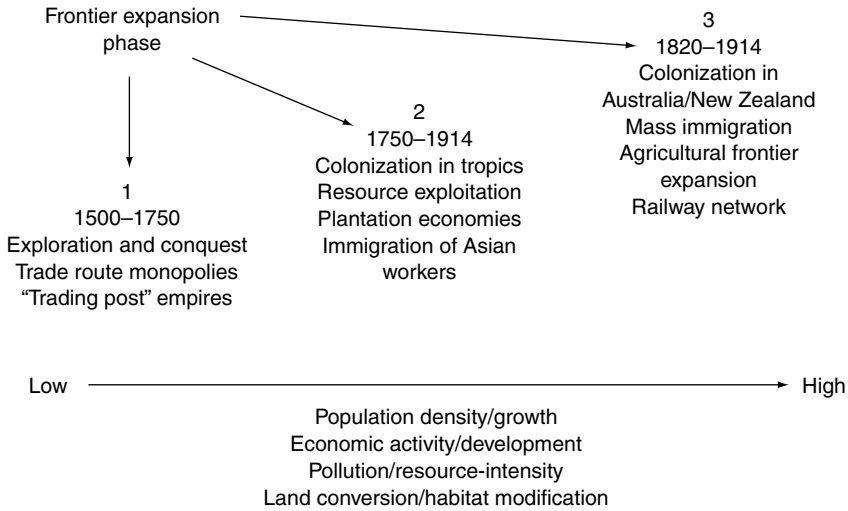 Frontier expansion
phase
1
1500–1750
Exploration and conquest
Trade route monopolies
“Trading post” empires
2
1750–1914
Colonization in tropics
Resource exploitation
Plantation economies
Immigration of Asian
workers
3
1820–1914
Colonization in
Australia/New Zealand
Mass immigration
Agricultural frontier
expansion
Railway network
Low
High
Population density/growth
Economic activity/development
Pollution/resource-intensity
Land conversion/habitat modification